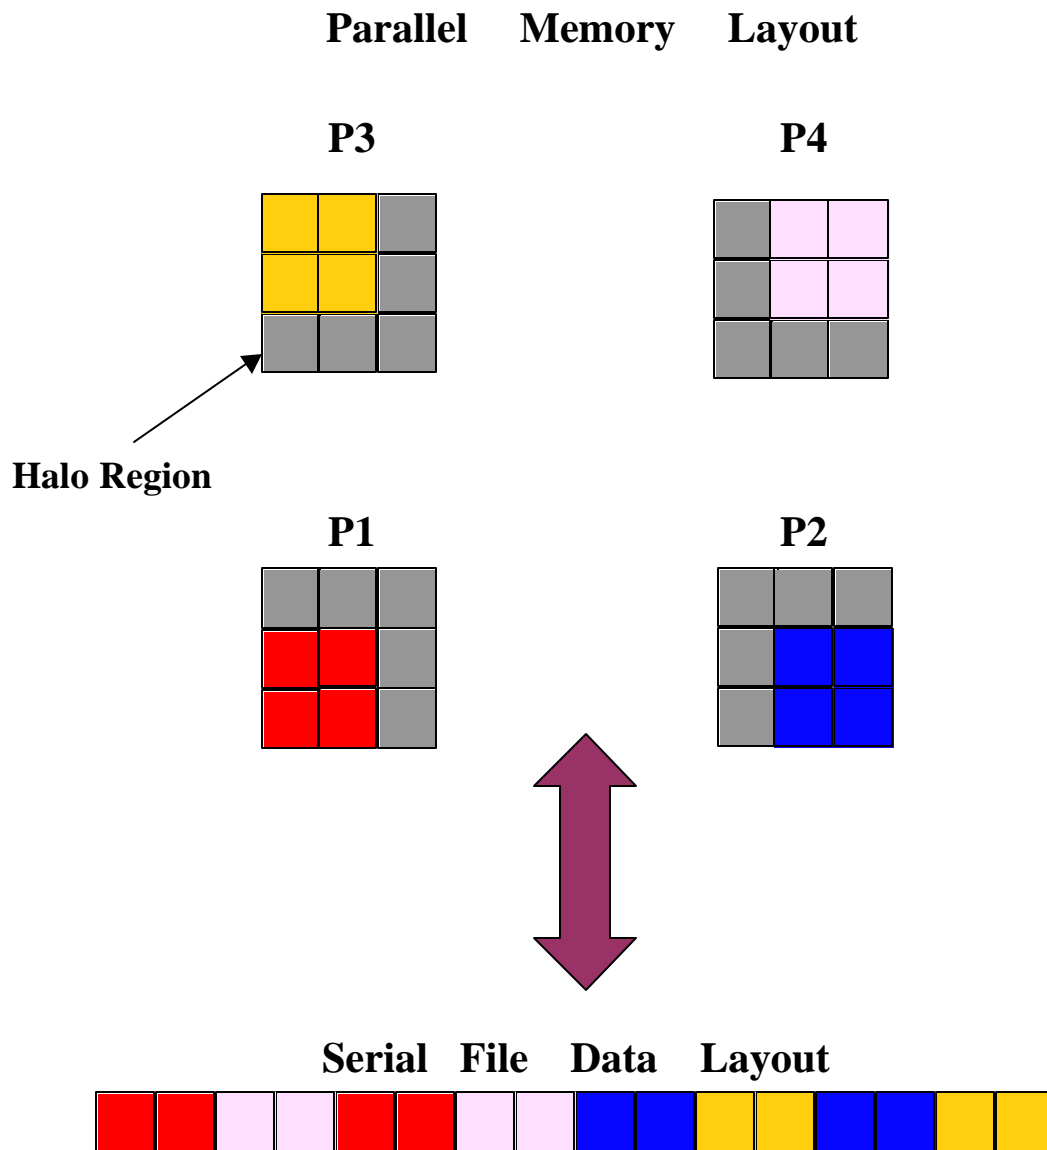 Parallel Memory Layout
P3 P4
Halo Region
P1 P2
Serial File Data Layout